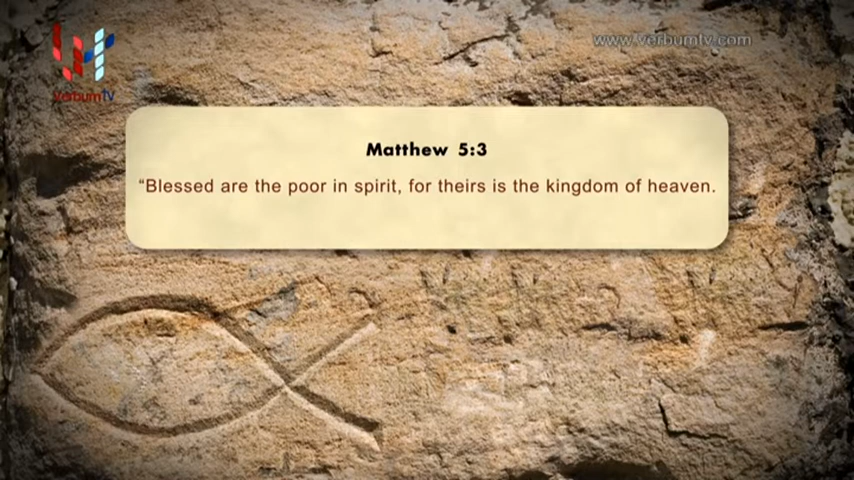 www.verbumtv.com
VerbumTV
Matthew 5:3
“Blessed are the poor in spirit, for theirs is the kingdom of heaven.